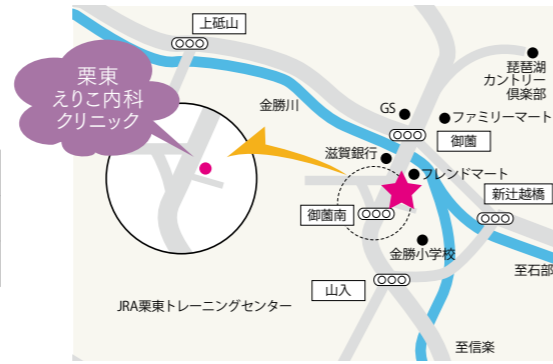 上砥山
栗東
えりこ内科
クリニック
金勝川
琵琶湖
カントリー
倶楽部
GS
ファミリーマート
御薗
滋賀銀行
フレンドマート
新辻越橋
御薗南
金勝小学校
至石部
山入
JRA栗東トレーニングセンター
至信楽